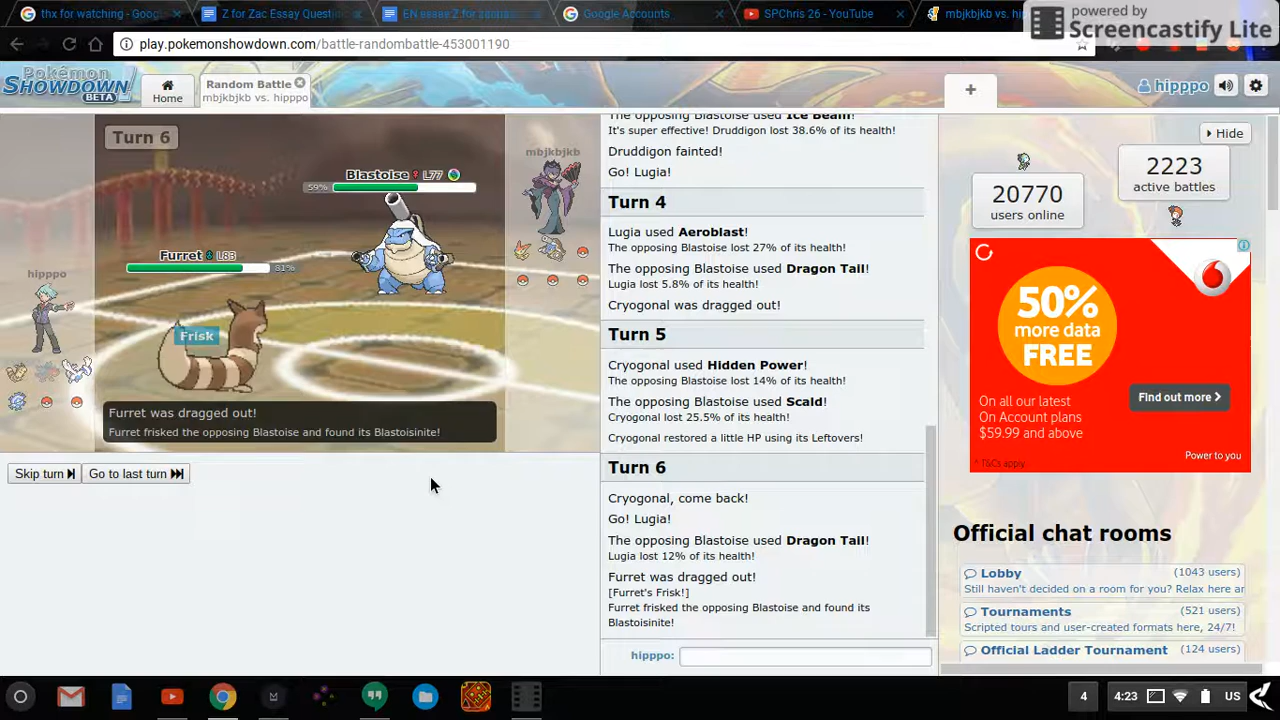 thx for watching - Goog
Z for Zac Essay Quest
EN essae Z for
Google Accounts
SPChris 26 - YouTube
mbjkbjkb vs. hi
powered by
Screencastify Lite
play.pokemonshowdown.com/battle-randombattle-453001190
Pokémon
SHOWDOWN
BETA
Home
Random Battle
mbjkbjkb vs. hipppo
+
hipppo
Turn 6
Blastoise L77
59%
mbjkbjkb
Furret L83
81%
hipppo
Frisk
Furret was dragged out!
Furret frisked the opposing Blastoise and found its Blastoisinite!
Skip turn
Go to last turn
The opposing Blastoise used Ice Beam!
It's super effective! Druddigon lost 38.6% of its health!
Druddigon fainted!
Go! Lugia!
Turn 4
Lugia used Aeroblast!
The opposing Blastoise lost 27% of its health!
The opposing Blastoise used Dragon Tail!
Lugia lost 5.8% of its health!
Cryogonal was dragged out!
Turn 5
Cryogonal used Hidden Power!
The opposing Blastoise lost 14% of its health!
The opposing Blastoise used Scald!
Cryogonal lost 25.5% of its health!
Cryogonal restored a little HP using its Leftovers!
Turn 6
Cryogonal, come back!
Go! Lugia!
The opposing Blastoise used Dragon Tail!
Lugia lost 12% of its health!
Furret was dragged out!
[Furret's Frisk!]
Furret frisked the opposing Blastoise and found its
Blastoisinite!
hipppo:
Hide
20770
users online
2223
active battles
50%
more data
FREE
On all our latest
On Account plans
$59.99 and above
Find out more
^ T&Cs apply
Power to you
Official chat rooms
Lobby (1043 users)
Still haven't decided on a room for you? Relax here ar
Tournaments (521 users)
Scripted tours and user-created formats here, 24/7!
Official Ladder Tournament (124 users)
4
4:23
US